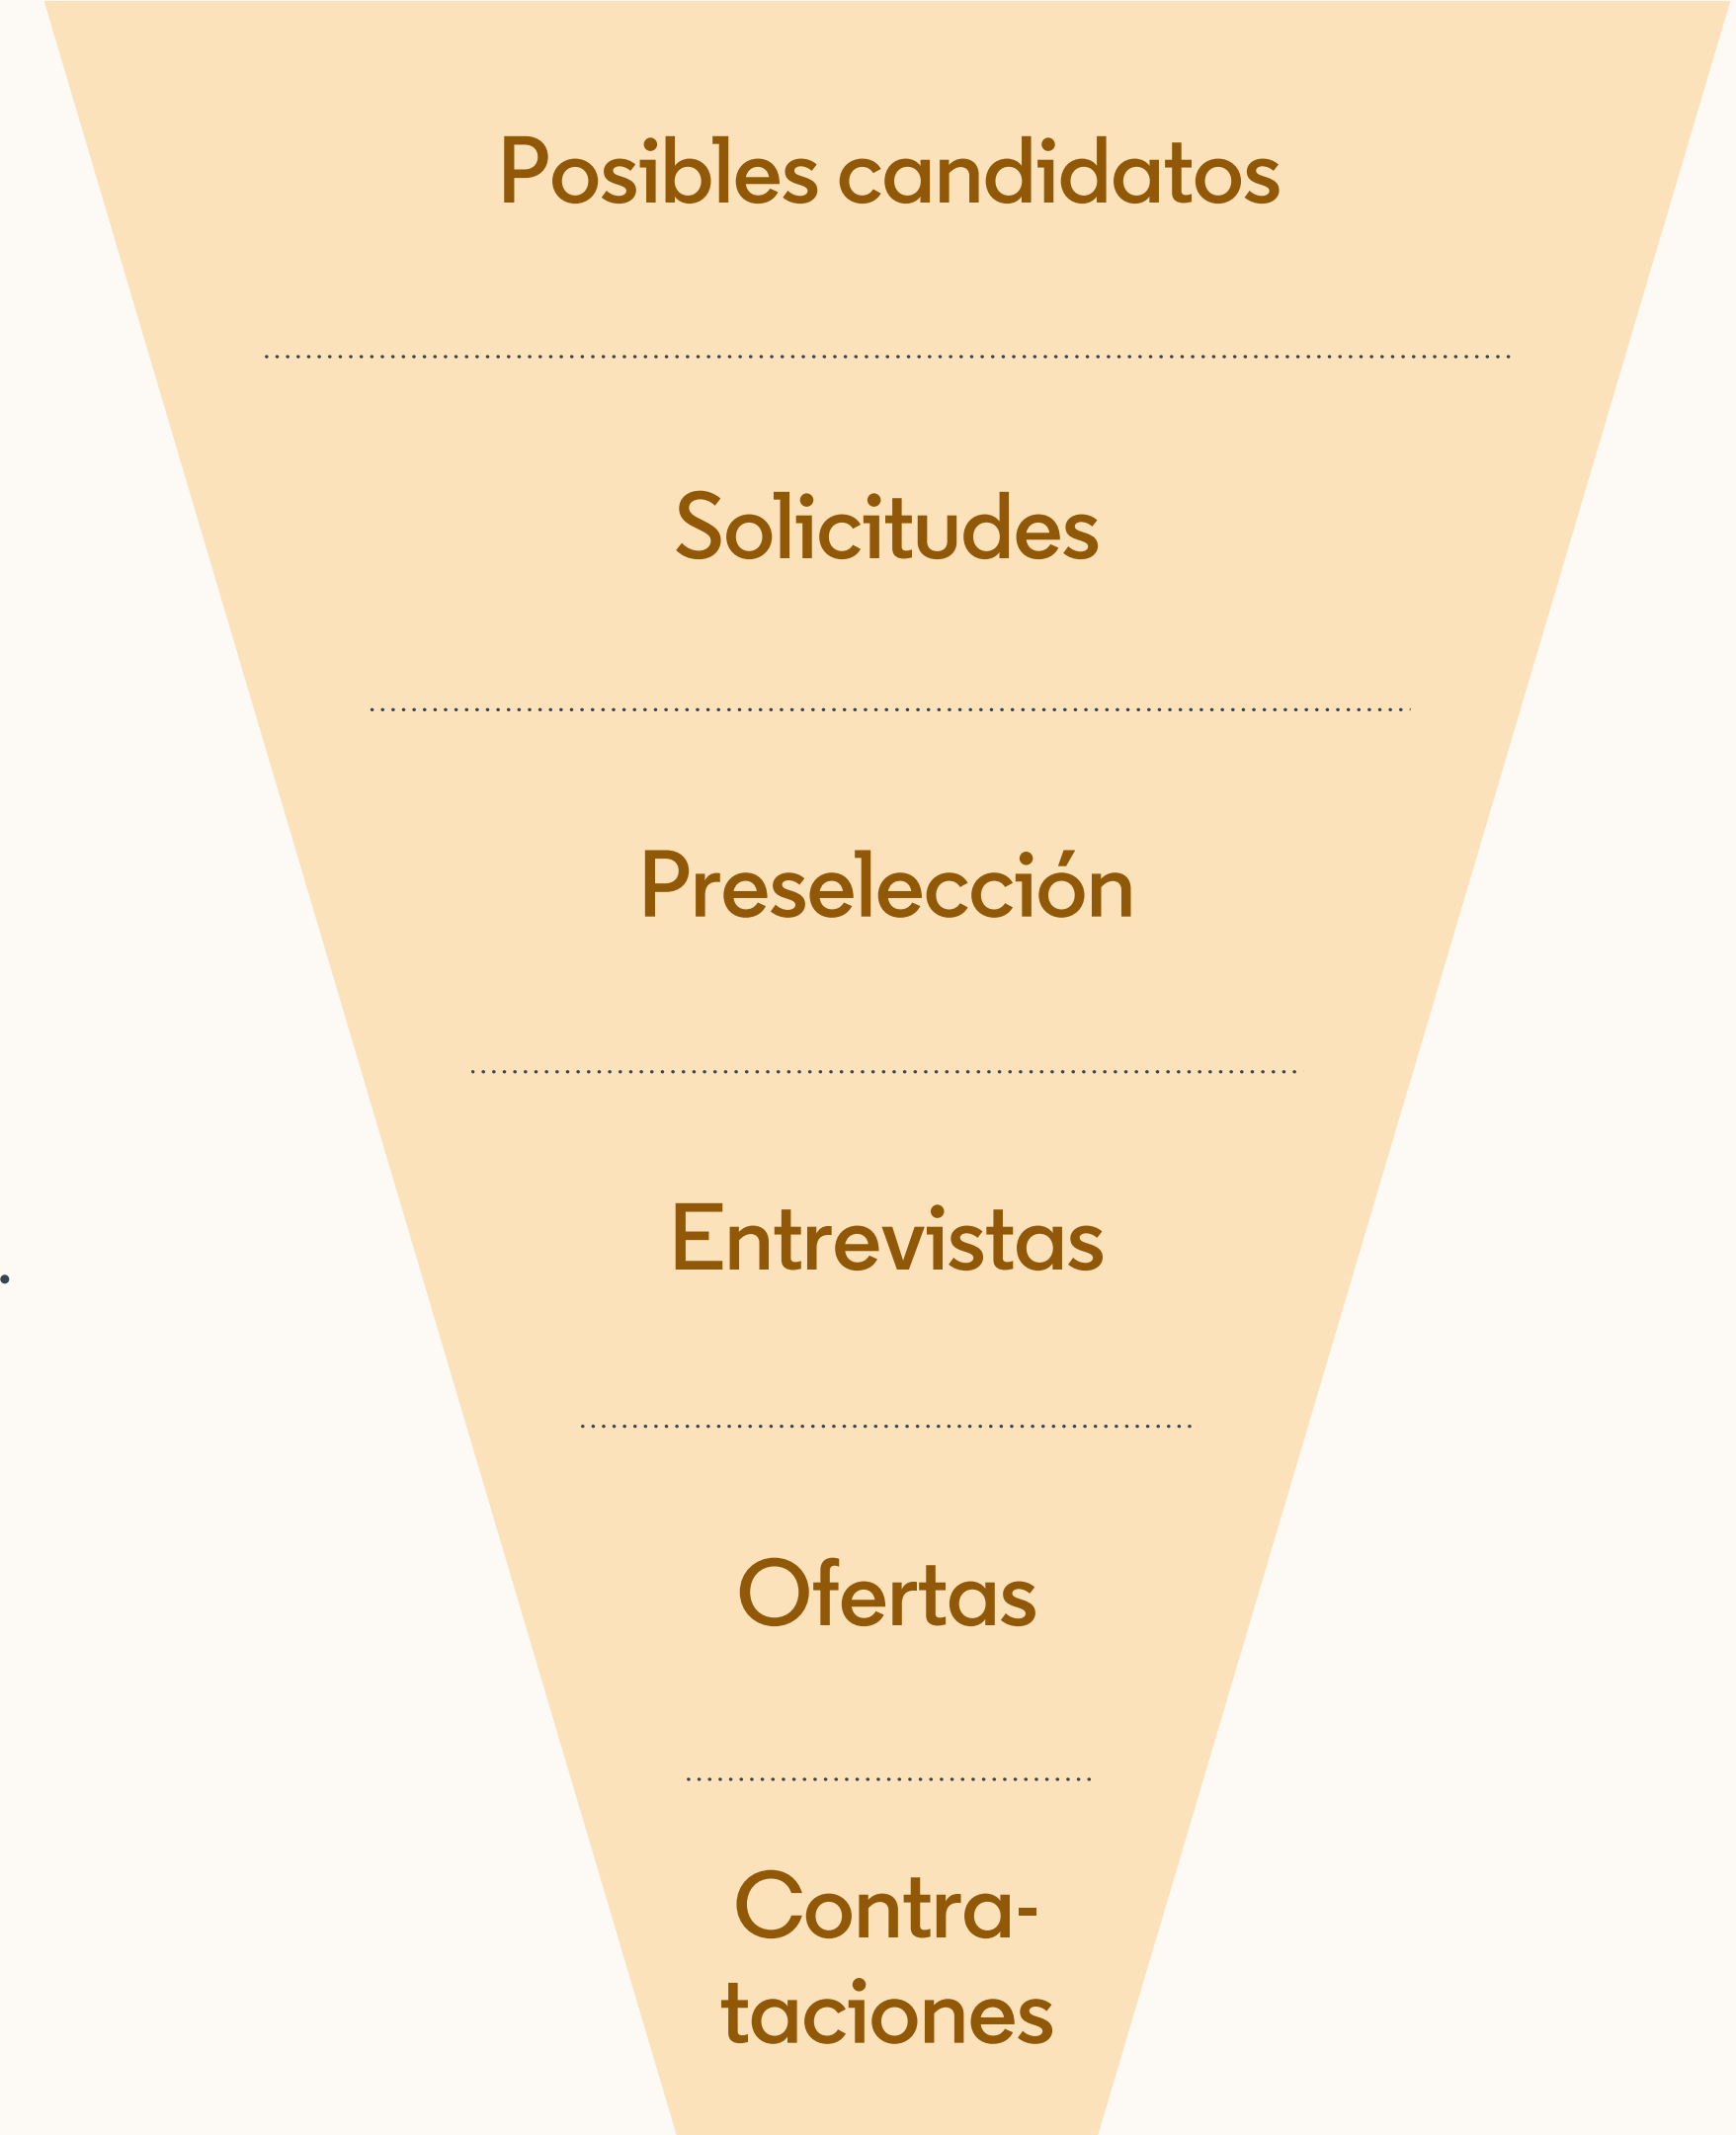 Posibles candidatos
Solicitudes
Preselección
Entrevistas
Ofertas
Contra-
taciones